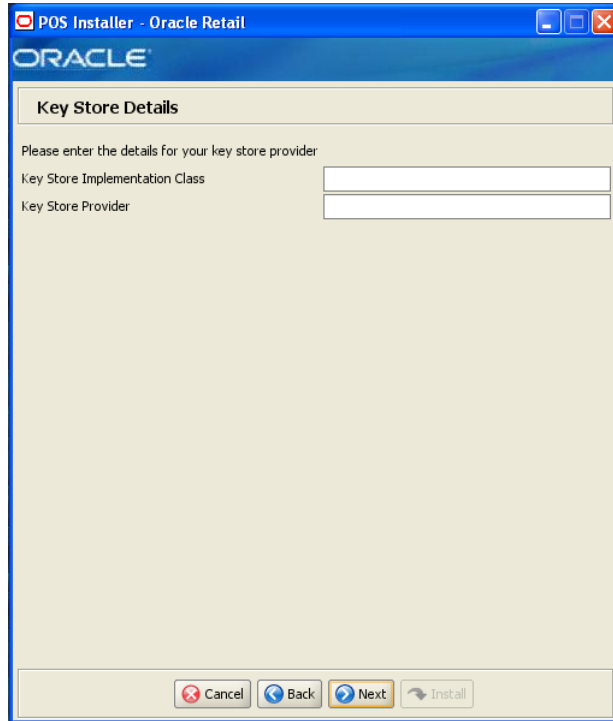 POS Installer - Oracle Retail
ORACLE
Key Store Details
Please enter the details for your key store provider
Key Store Implementation Class
Key Store Provider
Cancel Back Next Install